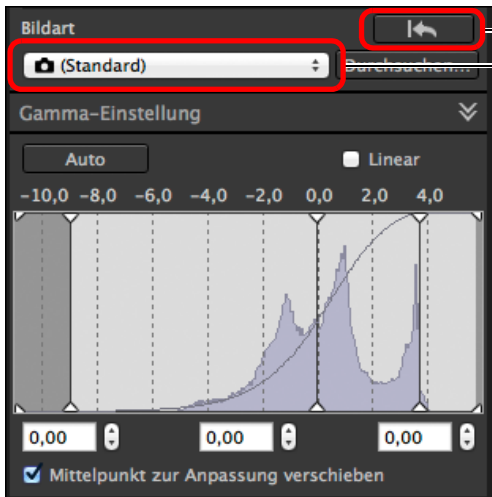 Bildart
(Standard)
Durchsuchen...
Gamma-Einstellung
Auto
Linear
-10,0 -8,0 -6,0 -4,0 -2,0 0,0 2,0 4,0
0,00 0,00 0,00
Mittelpunkt zur Anpassung verschieben